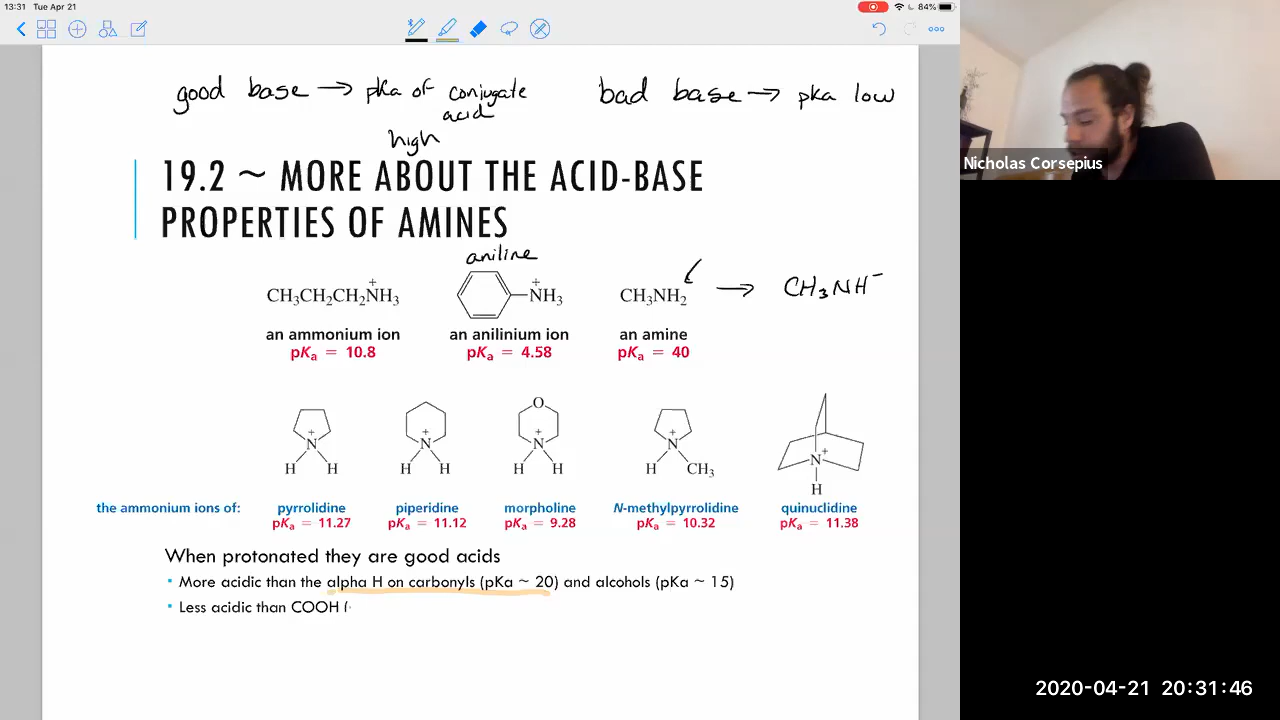 13:31 Tue Apr 21
84%
good base → pKa of conjugate acid high
bad base → pka low
Nicholas Corsepius
19.2 ~ MORE ABOUT THE ACID-BASE
PROPERTIES OF AMINES
aniline
CH₃CH₂CH₂N⁺H₃
N⁺H₃
CH₃NH₂ → CH₃NH⁻
an ammonium ion
an anilinium ion
an amine
pKₐ = 10.8
pKₐ = 4.58
pKₐ = 40
N⁺ H H
N⁺ H H
O N⁺ H H
N⁺ H CH₃
N⁺ H
the ammonium ions of:
pyrrolidine
piperidine
morpholine
N-methylpyrrolidine
quinuclidine
pKₐ = 11.27
pKₐ = 11.12
pKₐ = 9.28
pKₐ = 10.32
pKₐ = 11.38
When protonated they are good acids
▪ More acidic than the alpha H on carbonyls (pKa ~ 20) and alcohols (pKa ~ 15)
▪ Less acidic than COOH (
2020-04-21 20:31:46